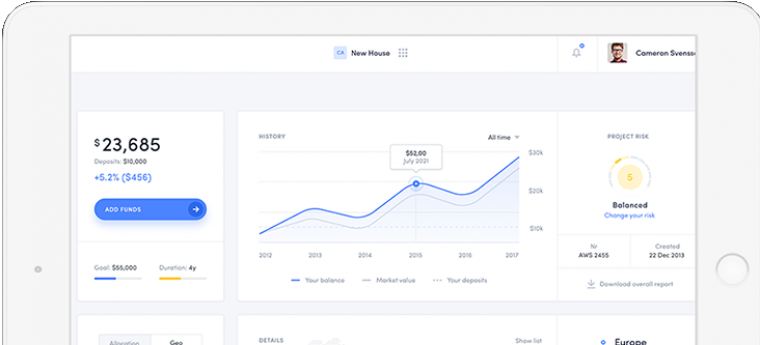 CA New House
Cameron Svensso
$23,685
Deposits: $10,000
+5.2% ($456)
ADD FUNDS
Goal: $55,000
Duration: 4y
HISTORY
All time
$52,00
July 2021
$30k
$20k
$10k
2012 2013 2014 2015 2016 2017
Your balance Market value Your deposits
PROJECT RISK
5
Balanced
Change your risk
Nr
AWS 2455
Created
22 Dec 2013
Download overall report
Allocation Geo
DETAILS
Show list
Europe